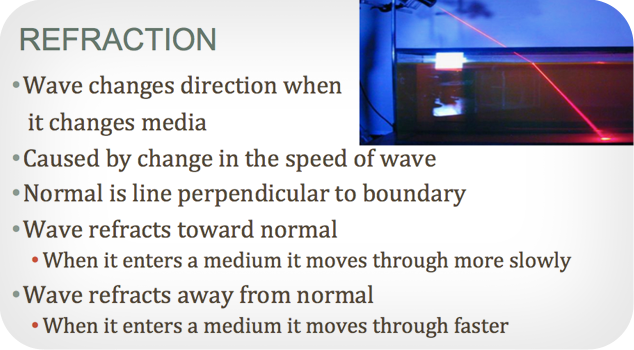 REFRACTION
•Wave changes direction when
it changes media
•Caused by change in the speed of wave
•Normal is line perpendicular to boundary
•Wave refracts toward normal
•When it enters a medium it moves through more slowly
•Wave refracts away from normal
•When it enters a medium it moves through faster